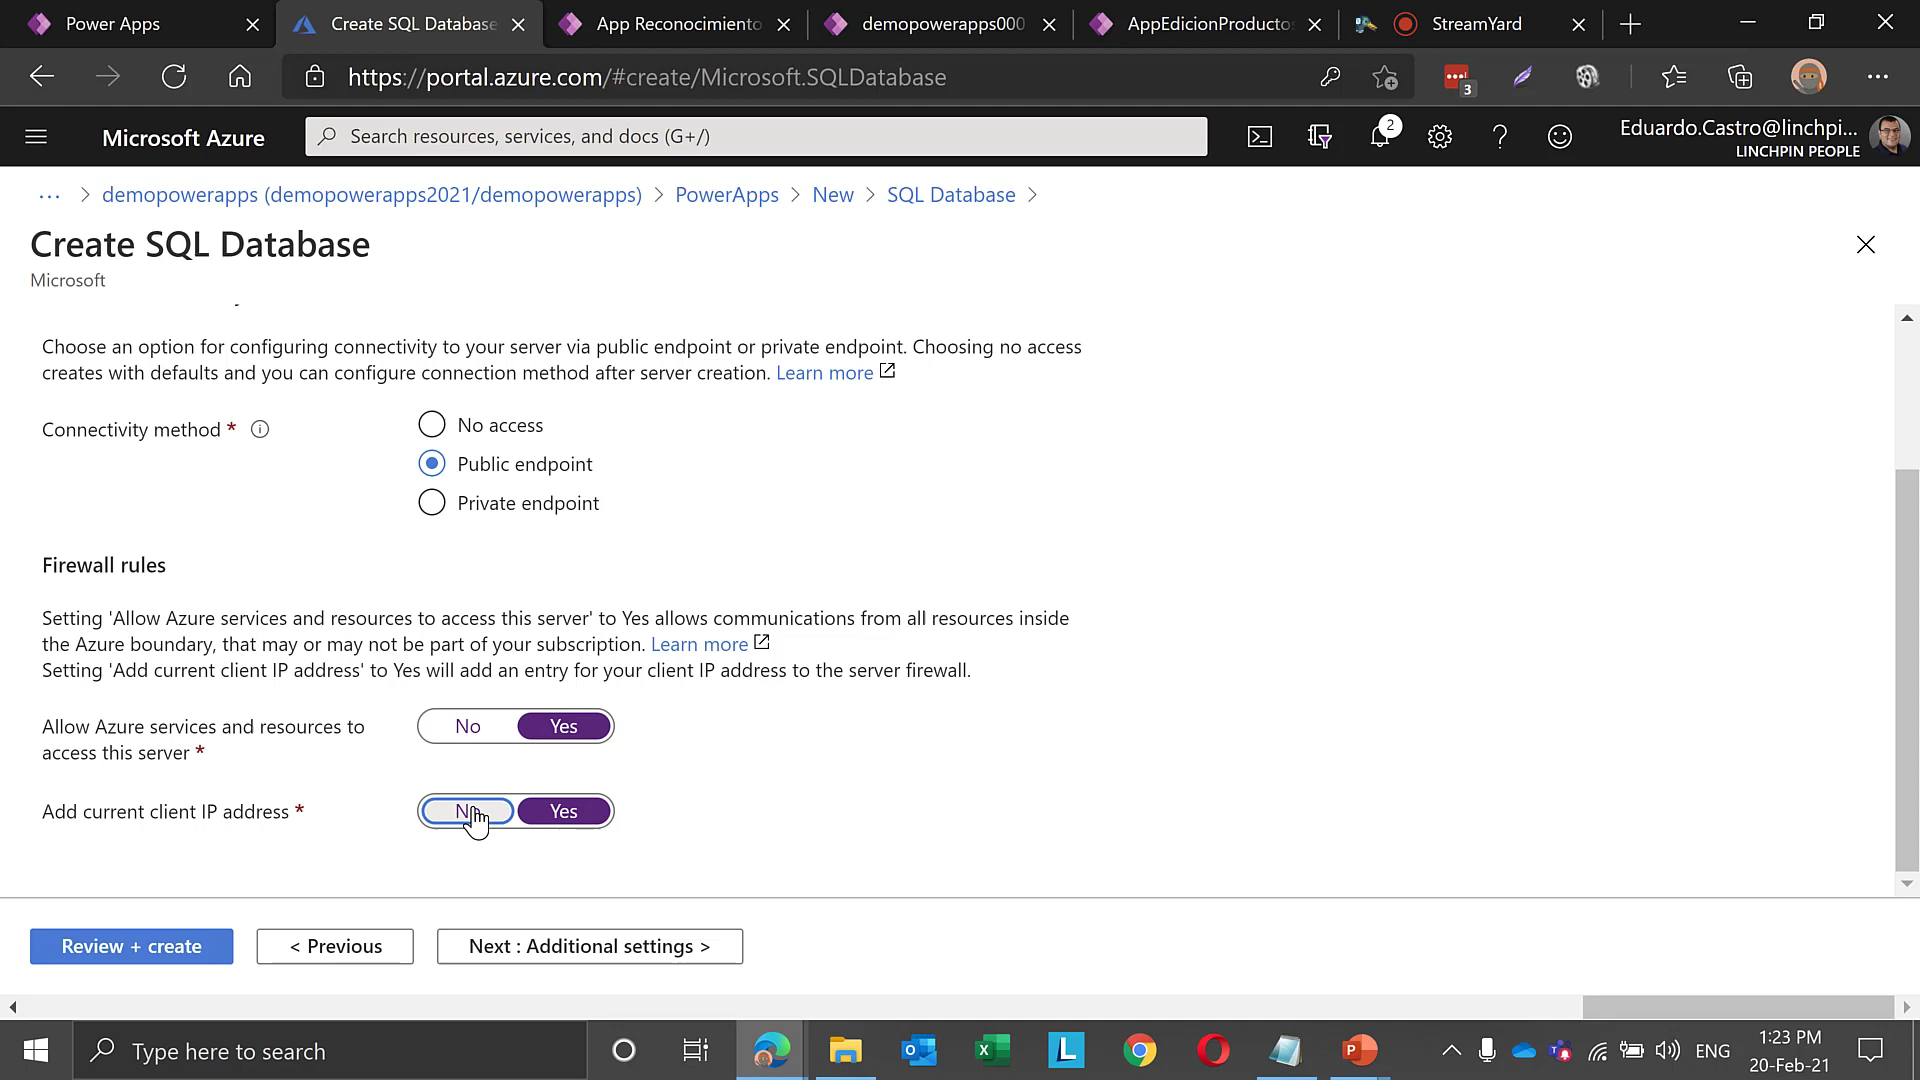 Power Apps
Create SQL Database
App Reconocimiento
demopowerapps000
AppEdicionProductos
StreamYard
https://portal.azure.com/#create/Microsoft.SQLDatabase
3
Microsoft Azure
Search resources, services, and docs (G+/)
2
Eduardo.Castro@linchpi...
LINCHPIN PEOPLE
... > demopowerapps (demopowerapps2021/demopowerapps) > PowerApps > New > SQL Database >
Create SQL Database
Microsoft
Choose an option for configuring connectivity to your server via public endpoint or private endpoint. Choosing no access
creates with defaults and you can configure connection method after server creation. Learn more
Connectivity method *
No access
Public endpoint
Private endpoint
Firewall rules
Setting 'Allow Azure services and resources to access this server' to Yes allows communications from all resources inside
the Azure boundary, that may or may not be part of your subscription. Learn more
Setting 'Add current client IP address' to Yes will add an entry for your client IP address to the server firewall.
Allow Azure services and resources to
access this server *
No Yes
Add current client IP address *
No Yes
Review + create
< Previous
Next : Additional settings >
Type here to search
ENG
1:23 PM
20-Feb-21